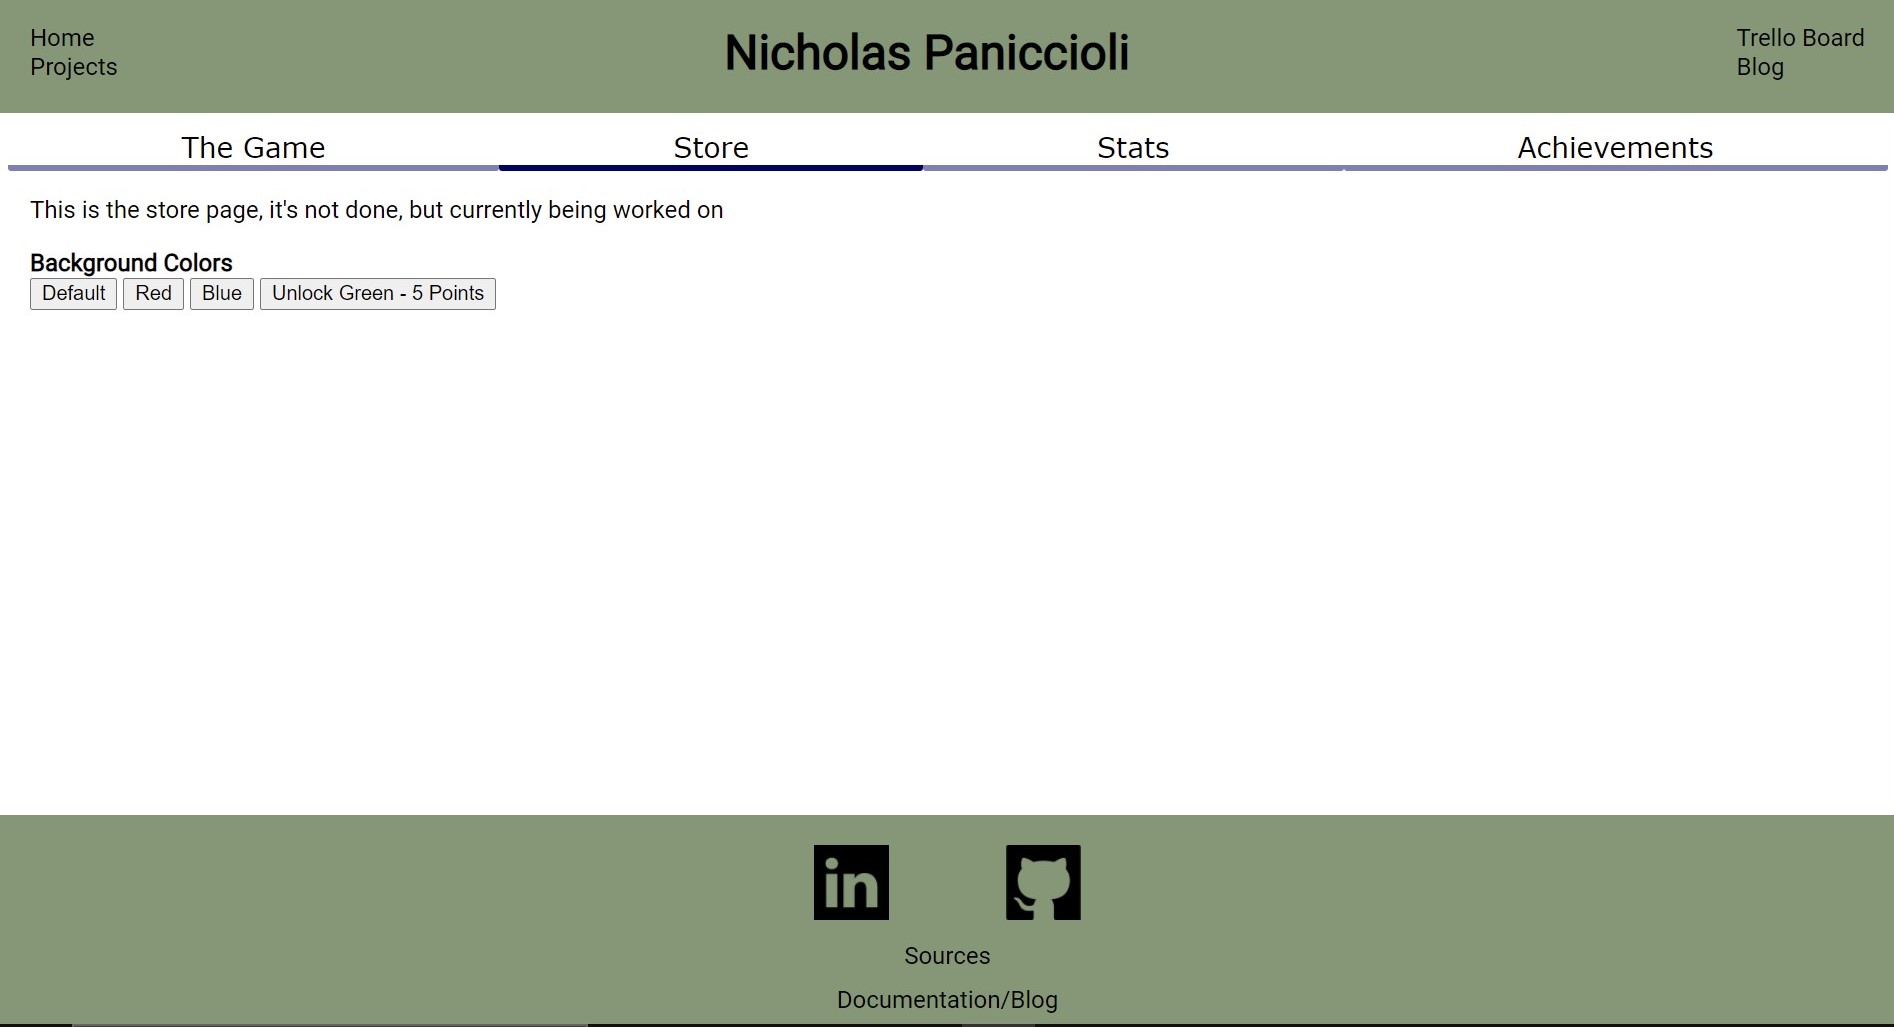 Home
Projects
Nicholas Paniccioli
Trello Board
Blog
The Game Store Stats Achievements
This is the store page, it's not done, but currently being worked on
Background Colors
Default Red Blue Unlock Green - 5 Points
in
Sources
Documentation/Blog